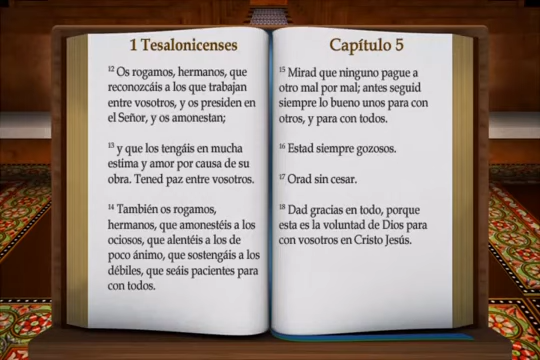 1 Tesalonicenses
12 Os rogamos, hermanos, que
reconozcáis a los que trabajan
entre vosotros, y os presiden en
el Señor, y os amonestan;
13 y que los tengáis en mucha
estima y amor por causa de su
obra. Tened paz entre vosotros.
14 También os rogamos,
hermanos, que amonestéis a los
ociosos, que alentéis a los de
poco ánimo, que sostengáis a los
débiles, que seáis pacientes para
con todos.
Capítulo 5
15 Mirad que ninguno pague a
otro mal por mal; antes seguid
siempre lo bueno unos para con
otros, y para con todos.
16 Estad siempre gozosos.
17 Orad sin cesar.
18 Dad gracias en todo, porque
esta es la voluntad de Dios para
con vosotros en Cristo Jesús.